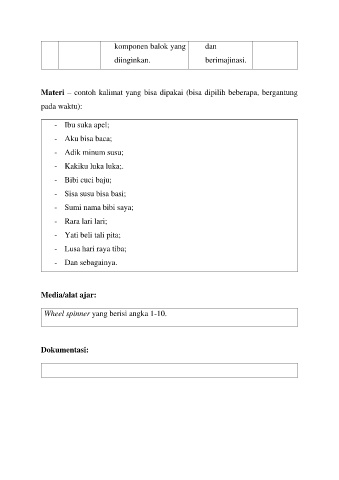 komponen balok yang dan
diinginkan. berimajinasi.
Materi – contoh kalimat yang bisa dipakai (bisa dipilih beberapa, bergantung
pada waktu):
- Ibu suka apel;
- Aku bisa baca;
- Adik minum susu;
- Kakiku luka luka;.
- Bibi cuci baju;
- Sisa susu bisa basi;
- Sumi nama bibi saya;
- Rara lari lari;
- Yati beli tali pita;
- Lusa hari raya tiba;
- Dan sebagainya.
Media/alat ajar:
Wheel spinner yang berisi angka 1-10.
Dokumentasi: